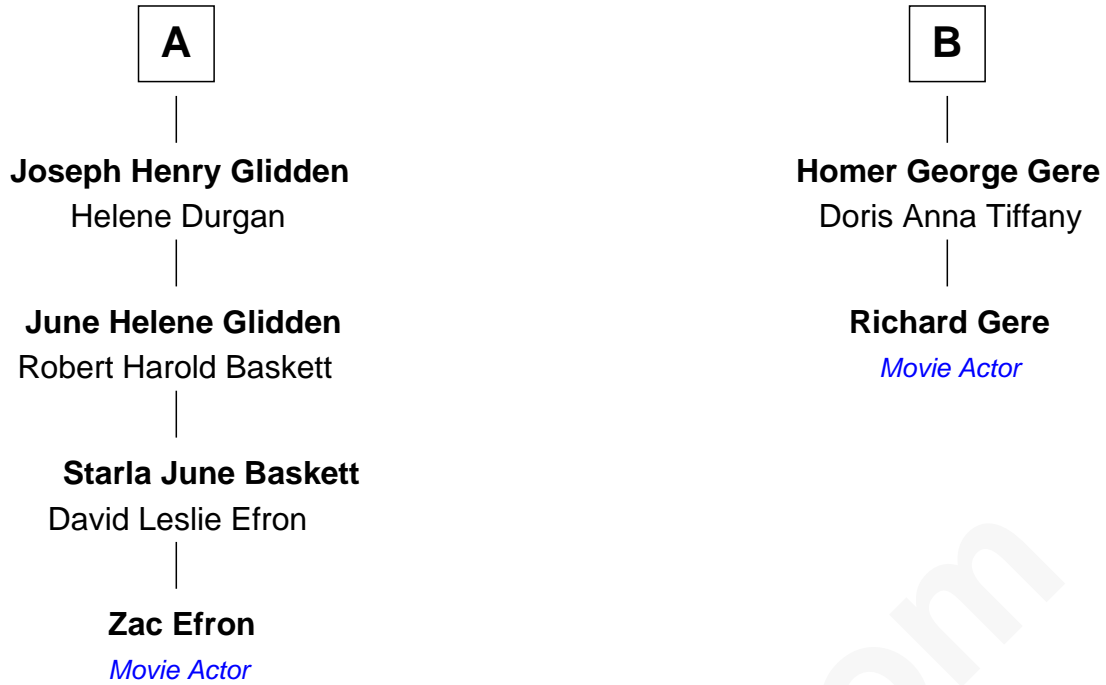 A
Joseph Henry Glidden
Helene Durgan
June Helene Glidden
Robert Harold Baskett
Starla June Baskett
David Leslie Efron
Zac Efron
Movie Actor
B
Homer George Gere
Doris Anna Tiffany
Richard Gere
Movie Actor
om